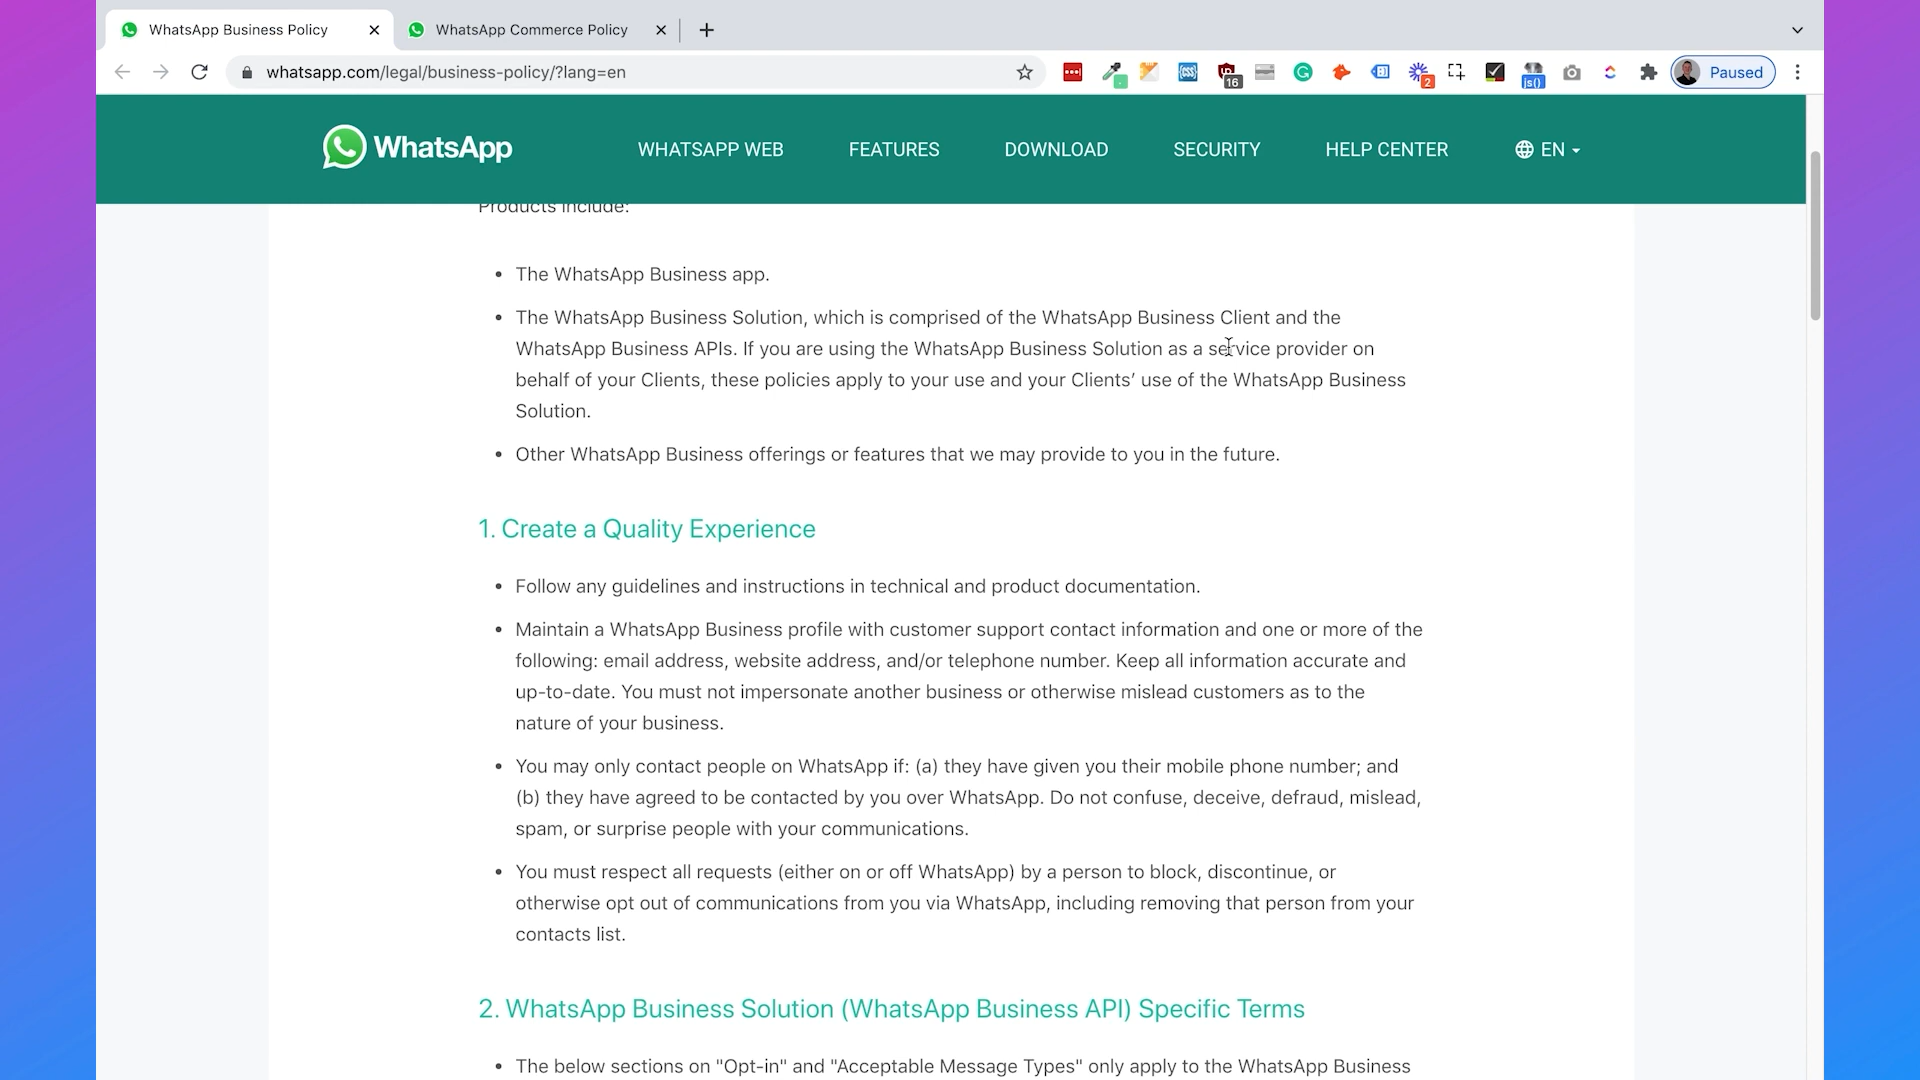 WhatsApp Business Policy
WhatsApp Commerce Policy
whatsapp.com/legal/business-policy/?lang=en
16
2
js()
Paused
WhatsApp
WHATSAPP WEB
FEATURES
DOWNLOAD
SECURITY
HELP CENTER
EN
Products include:
• The WhatsApp Business app.
• The WhatsApp Business Solution, which is comprised of the WhatsApp Business Client and the
WhatsApp Business APIs. If you are using the WhatsApp Business Solution as a service provider on
behalf of your Clients, these policies apply to your use and your Clients’ use of the WhatsApp Business
Solution.
• Other WhatsApp Business offerings or features that we may provide to you in the future.
1. Create a Quality Experience
• Follow any guidelines and instructions in technical and product documentation.
• Maintain a WhatsApp Business profile with customer support contact information and one or more of the
following: email address, website address, and/or telephone number. Keep all information accurate and
up-to-date. You must not impersonate another business or otherwise mislead customers as to the
nature of your business.
• You may only contact people on WhatsApp if: (a) they have given you their mobile phone number; and
(b) they have agreed to be contacted by you over WhatsApp. Do not confuse, deceive, defraud, mislead,
spam, or surprise people with your communications.
• You must respect all requests (either on or off WhatsApp) by a person to block, discontinue, or
otherwise opt out of communications from you via WhatsApp, including removing that person from your
contacts list.
2. WhatsApp Business Solution (WhatsApp Business API) Specific Terms
• The below sections on "Opt-in" and "Acceptable Message Types" only apply to the WhatsApp Business